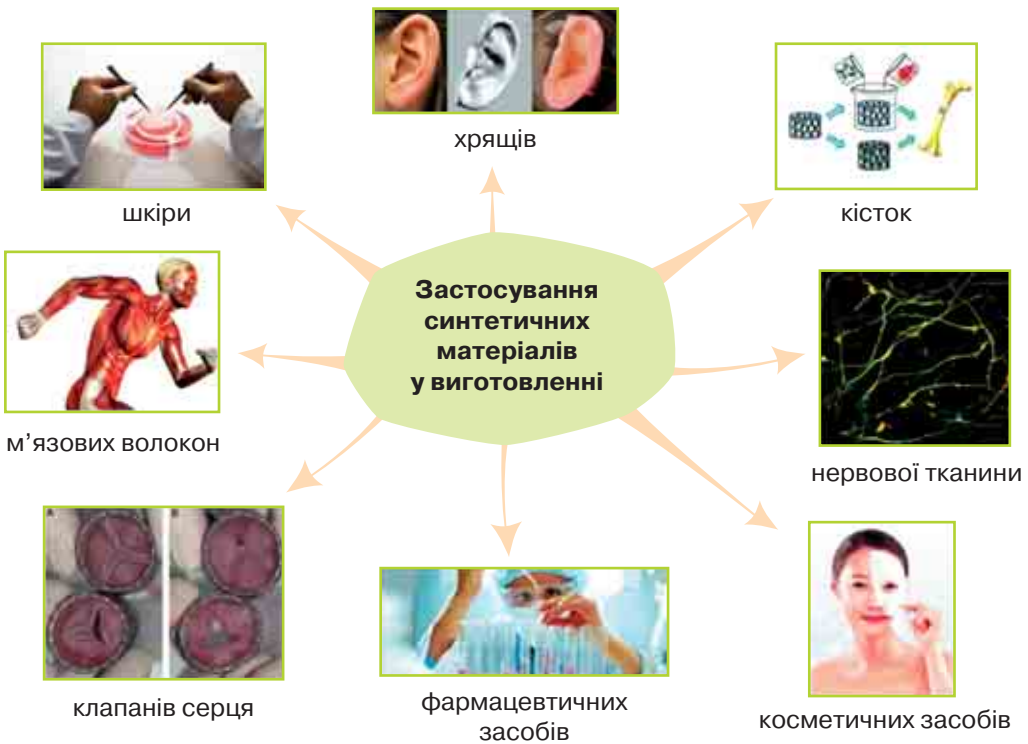 хрящів
шкіри
кісток
Застосування
синтетичних
матеріалів
у виготовленні
м’язових волокон
нервової тканини
клапанів серця
фармацевтичних
засобів
косметичних засобів